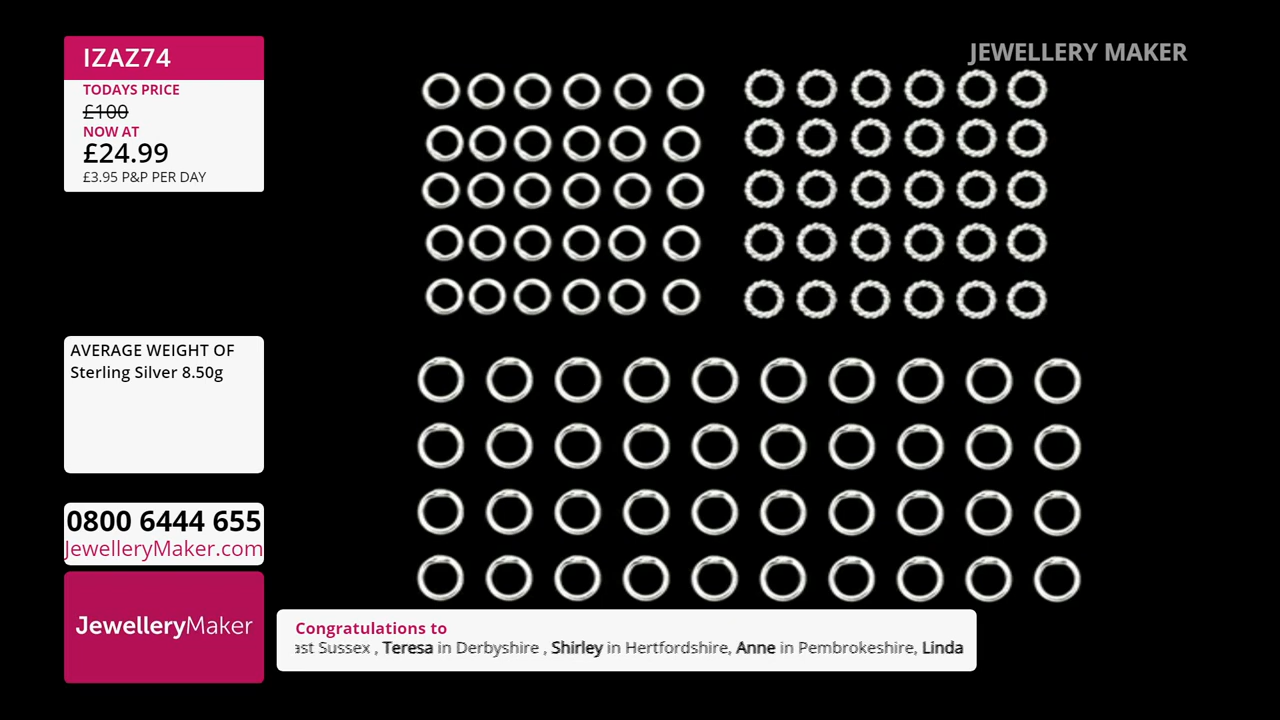 IZAZ74
TODAYS PRICE
£100
NOW AT
£24.99
£3.95 P&P PER DAY
JEWELLERY MAKER
AVERAGE WEIGHT OF
Sterling Silver 8.50g
0800 6444 655
JewelleryMaker.com
JewelleryMaker
Congratulations to
ast Sussex , Teresa in Derbyshire , Shirley in Hertfordshire, Anne in Pembrokeshire, Linda